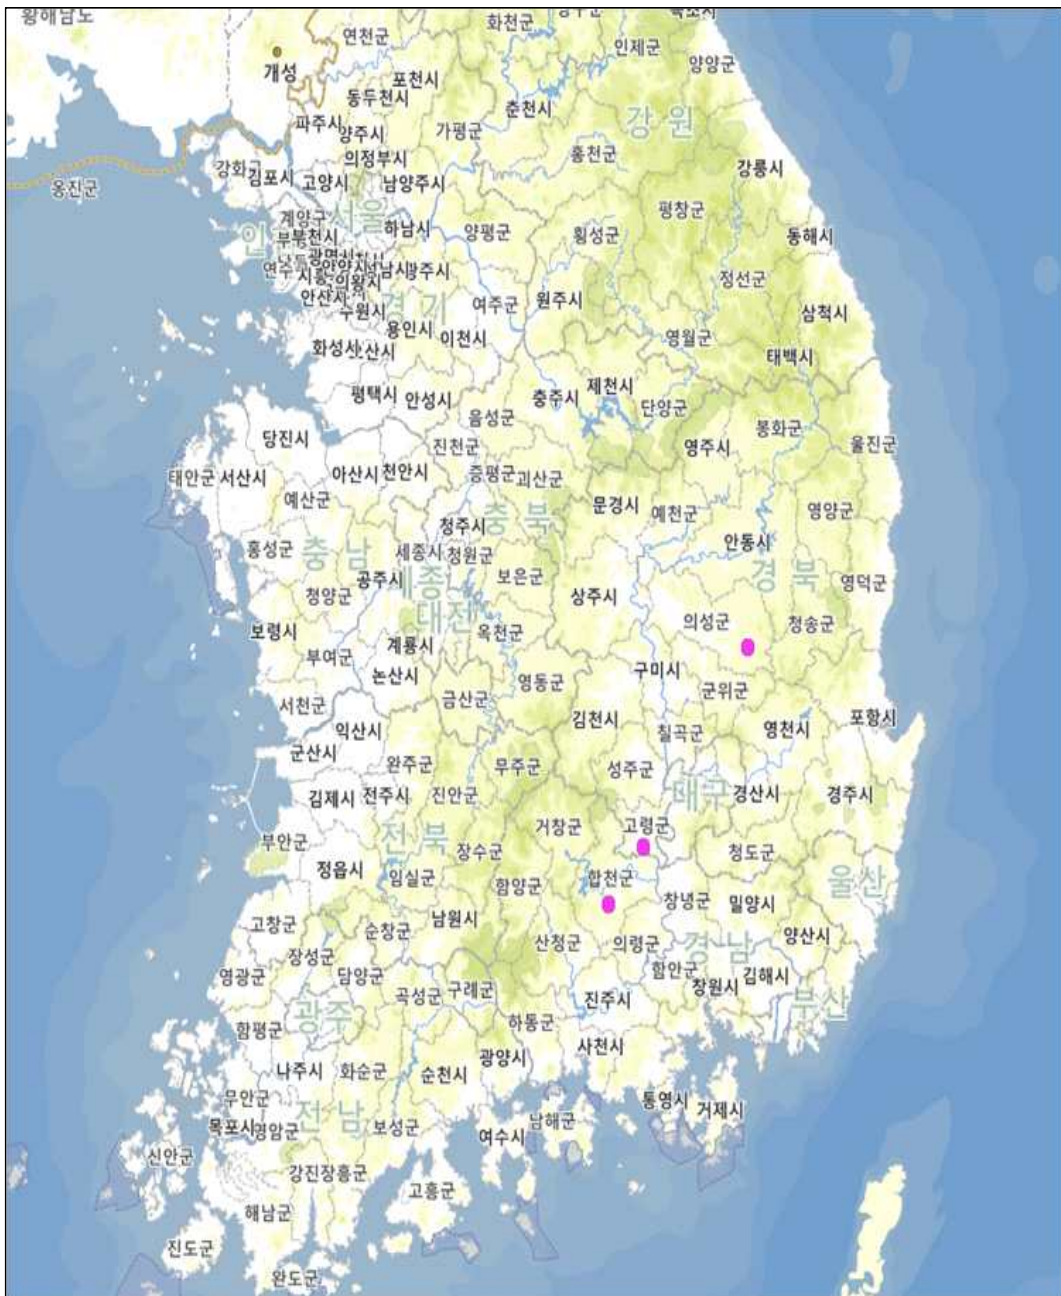 황해남도
화천군
연천군
인제군
양양군
개성
포천시
동두천시
춘천시
강 원
파주시
양주시
가평군
의정부시
홍천군
강릉시
강화군
김포시
고양시
남양주시
옹진군
서울
평창군
계양구
하남시
양평군
횡성군
동해시
인
부천시
광명시
연수
안양시
성남시
광주시
정선군
의왕시
안산시
경 기
여주군
원주시
삼척시
수원시
용인시
이천시
영월군
화성시
오산시
태백시
평택시
안성시
충주시
제천시
단양군
음성군
봉화군
당진시
진천군
영주시
울진군
태안군
서산시
아산시
천안시
증평군
괴산군
예산군
문경시
예천군
영양군
충 북
청주시
홍성군
충 남
세종시
청원군
안동시
공주시
세종
보은군
경 북
영덕군
청양군
대전
상주시
보령시
옥천군
의성군
청송군
계룡시
부여군
논산시
영동군
구미시
군위군
서천군
금산군
김천시
영천시
포항시
익산시
칠곡군
군산시
완주군
무주군
성주군
김제시
전주시
진안군
대구
경산시
경주시
부안군
전 북
거창군
고령군
장수군
청도군
정읍시
임실군
함양군
합천군
울산
창녕군
밀양시
고창군
순창군
남원시
산청군
의령군
경 남
양산시
장성군
영광군
담양군
곡성군
구례군
함안군
김해시
창원시
진주시
부산
함평군
광주
하동군
나주시
화순군
순천시
광양시
사천시
무안군
통영시
거제시
목포시
영암군
전 남
보성군
여수시
남해군
신안군
강진
장흥군
고흥군
해남군
진도군
완도군